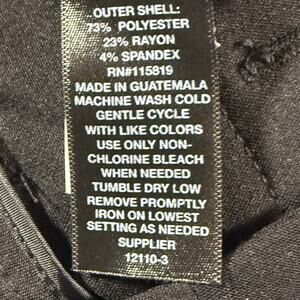 ..OUTER SHELL:
73% POLYESTER
23% RAYON
4% SPANDEX
RN#115819
MADE IN GUATEMALA
MACHINE WASH COLD
GENTLE CYCLE
WITH LIKE COLORS
USE ONLY NON-
CHLORINE BLEACH
WHEN NEEDED
TUMBLE DRY LOW
REMOVE PROMPTLY
IRON ON LOWEST
SETTING AS NEEDED
SUPPLIER
12110-3